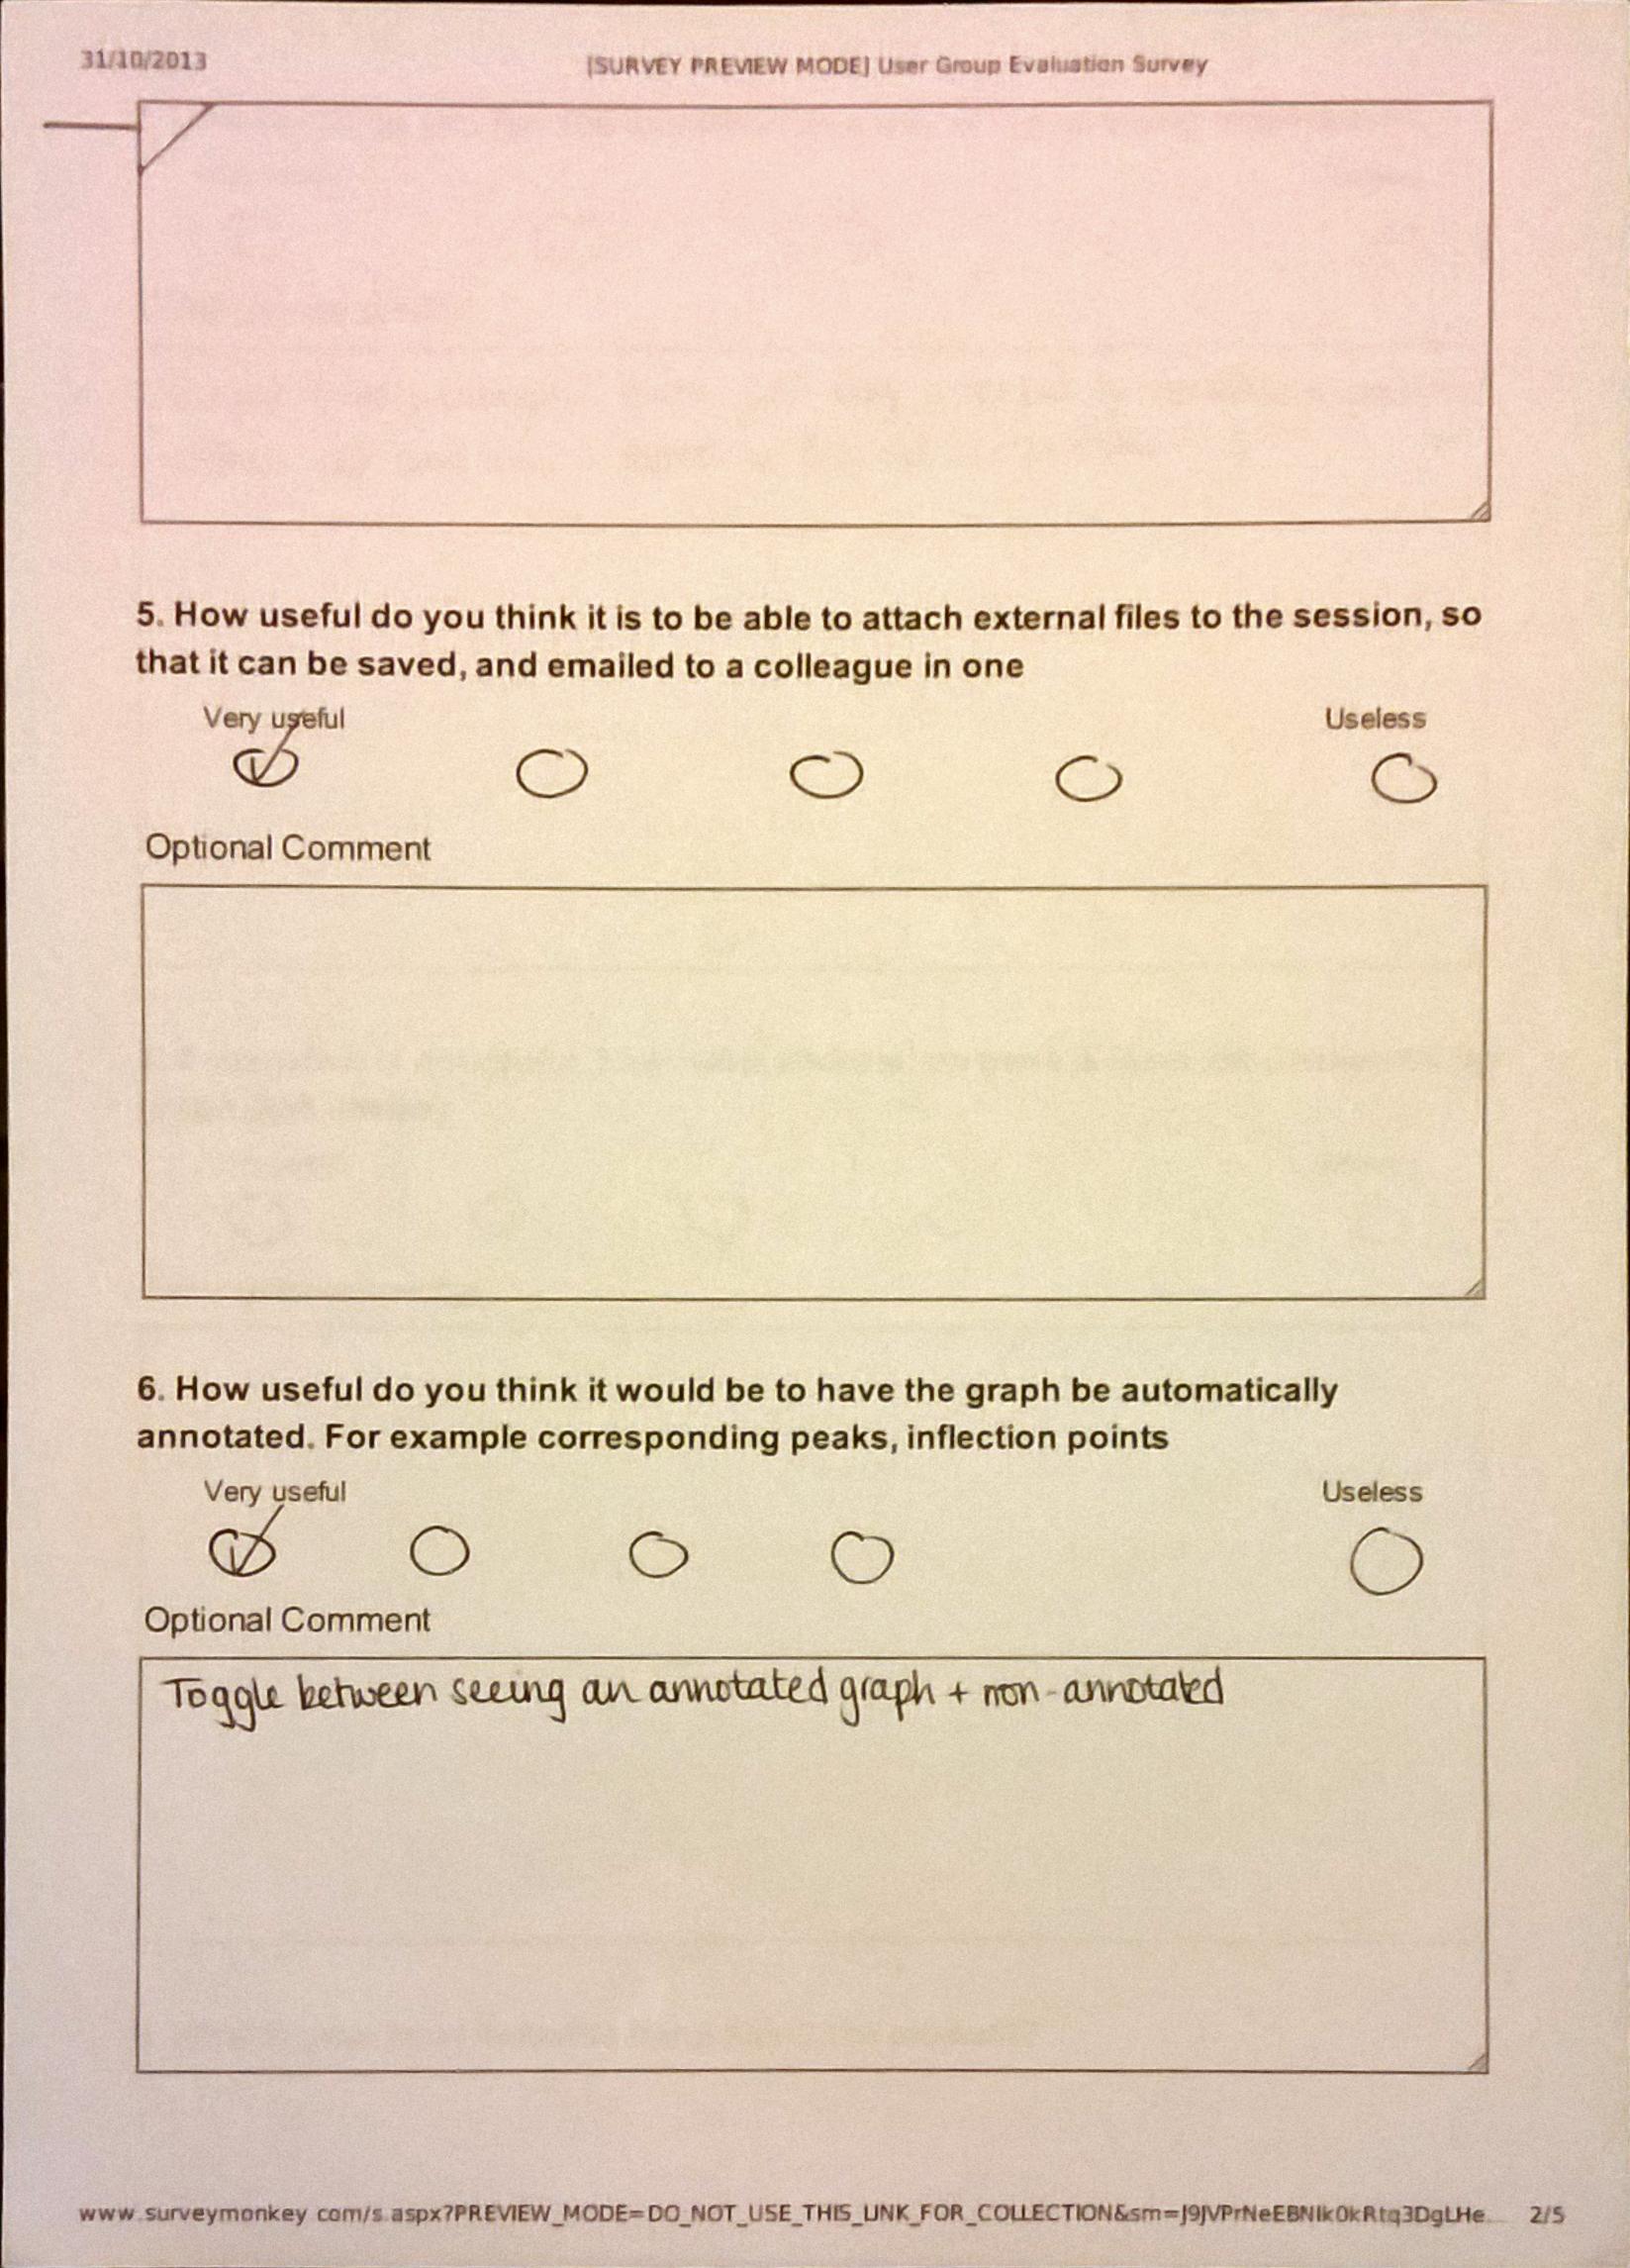 31/10/2013
[SURVEY PREVIEW MODE] User Group Evaluation Survey
5. How useful do you think it is to be able to attach external files to the session, so
that it can be saved, and emailed to a colleague in one
Very useful
Useless
Optional Comment
6. How useful do you think it would be to have the graph be automatically
annotated. For example corresponding peaks, inflection points
Very useful
Useless
Optional Comment
Toggle between seeing an annotated graph + non-annotated
www.surveymonkey.com/s.aspx?PREVIEW_MODE=DO_NOT_USE_THIS_LINK_FOR_COLLECTION&sm=J9JVPrNeEBNIk0kRtq3DgLHe... 2/5